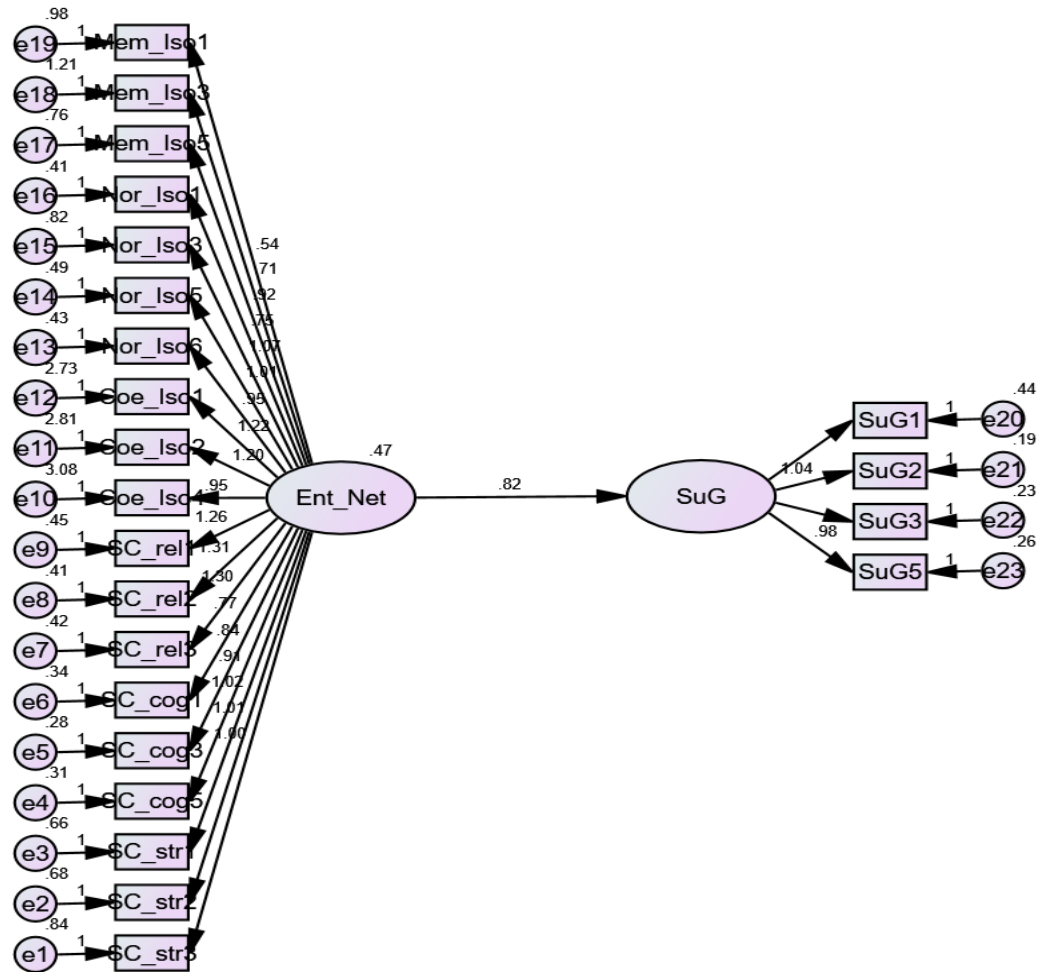 .98
e19 1 Mem_Iso1
1.21
e18 1 Mem_Iso3
.76
e17 1 Mem_Iso5
.41
e16 1 Nor_Iso1
.82
e15 1 Nor_Iso3
.49
e14 1 Nor_Iso5
.43
e13 1 Nor_Iso6
2.73
e12 1 Coe_Iso1
2.81
e11 1 Coe_Iso2
3.08
e10 1 Coe_Iso4
.45
e9 1 SC_rel1
.41
e8 1 SC_rel2
.42
e7 1 SC_rel3
.34
e6 1 SC_cog1
.28
e5 1 SC_cog3
.31
e4 1 SC_cog5
.66
e3 1 SC_str1
.68
e2 1 SC_str2
.84
e1 1 SC_str3
.54
.71
.92
.75
1.07
1.01
.95
1.22
1.20
.95
1.26
1.31
1.30
.77
.84
.91
1.02
1.01
1.00
.47
Ent_Net
.82
SuG
1.04
.98
.44
SuG1 1 e20
.19
SuG2 1 e21
.23
SuG3 1 e22
.26
SuG5 1 e23